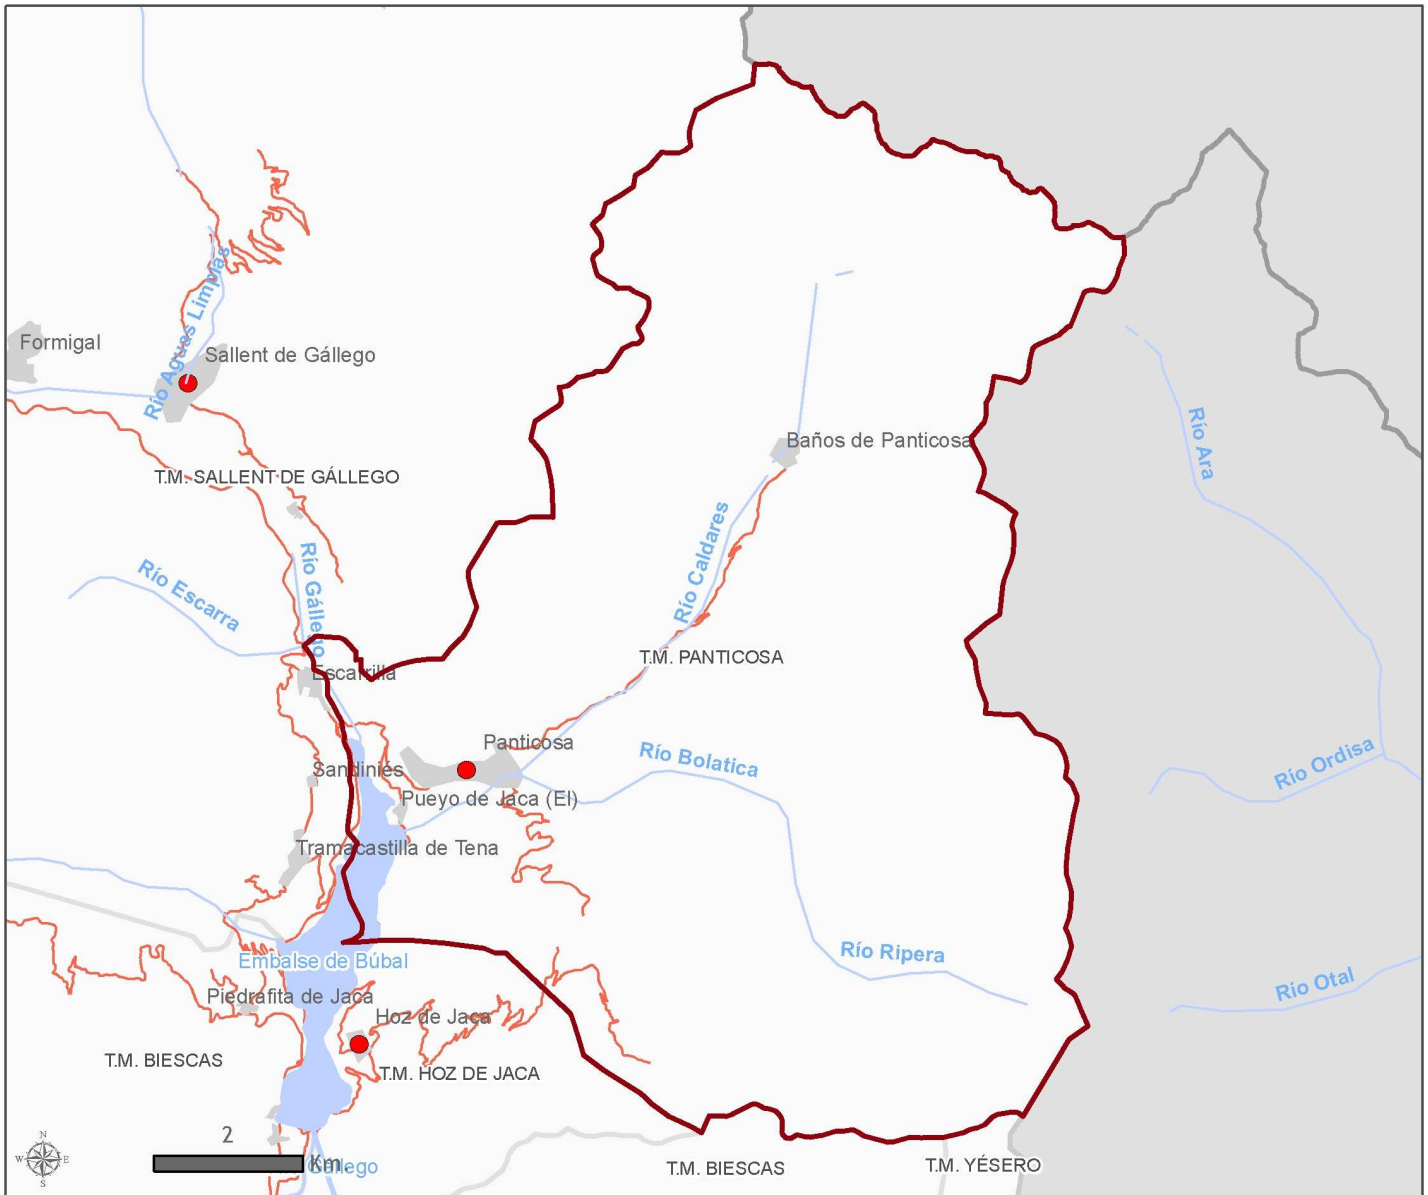 Formigal
Río Aguas Limpias
Sallent de Gállego
Río Ara
Baños de Panticosa
T.M. SALLENT DE GÁLLEGO
Río Caldares
Río Gállego
Río Escarra
T.M. PANTICOSA
Escarrilla
Panticosa
Río Bolatica
Río Ordisa
Sandiniés
Pueyo de Jaca (El)
Tramacastilla de Tena
Río Ripera
Embalse de Búbal
Río Otal
Piedrafita de Jaca
Hoz de Jaca
T.M. BIESCAS
T.M. HOZ DE JACA
2
N
W E
S
Km.
Gállego
T.M. BIESCAS
T.M. YÉSERO